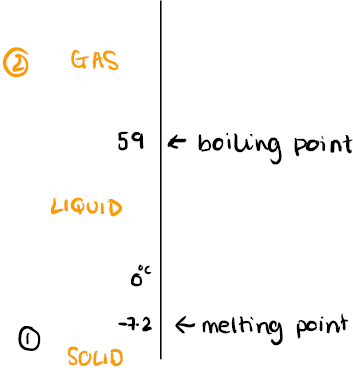 ② GAS
59 ← boiling point
LIQUID
0°C
-7.2 ← melting point
①
SOLID